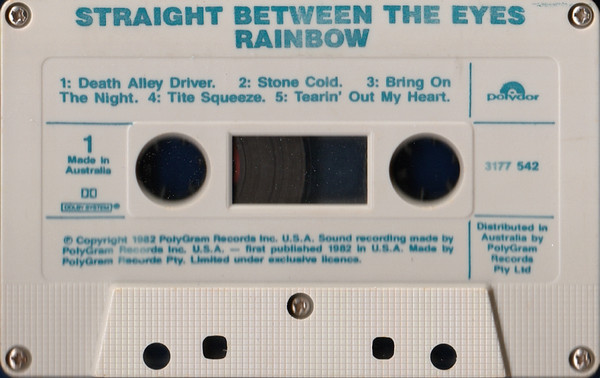 STRAIGHT BETWEEN THE EYES
RAINBOW
1: Death Alley Driver. 2: Stone Cold. 3: Bring On
The Night. 4: Tite Squeeze. 5: Tearin' Out My Heart.
polydor
1
Made in
Australia
DOLBY SYSTEM ®
3177 542
℗ Copyright 1982 PolyGram Records Inc. U.S.A. Sound recording made by
PolyGram Records Inc. U.S.A. — first published 1982 in U.S.A. Made by
PolyGram Records Pty. Limited under exclusive licence.
Distributed in
Australia by
PolyGram
Records
Pty Ltd